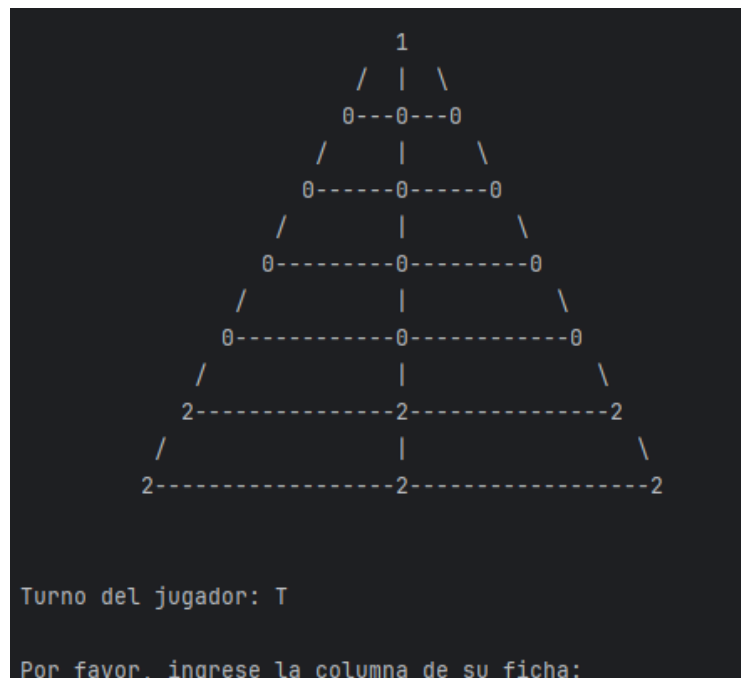 1
/ | \
0---0---0
/ | \
0------0------0
/ | \
0---------0---------0
/ | \
0------------0------------0
/ | \
2---------------2---------------2
/ | \
2------------------2------------------2
Turno del jugador: T
Por favor, ingrese la columna de su ficha: